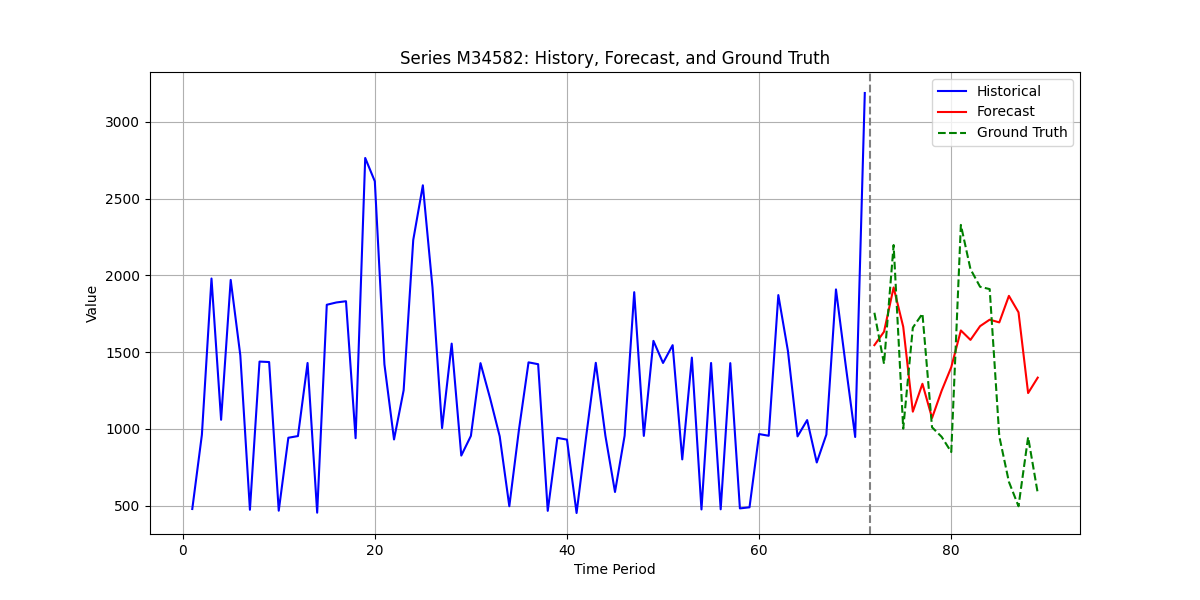 Series M34582: History, Forecast, and Ground Truth
Historical
Forecast
Ground Truth
Value
3000
2500
2000
1500
1000
500
0
20
40
60
80
Time Period